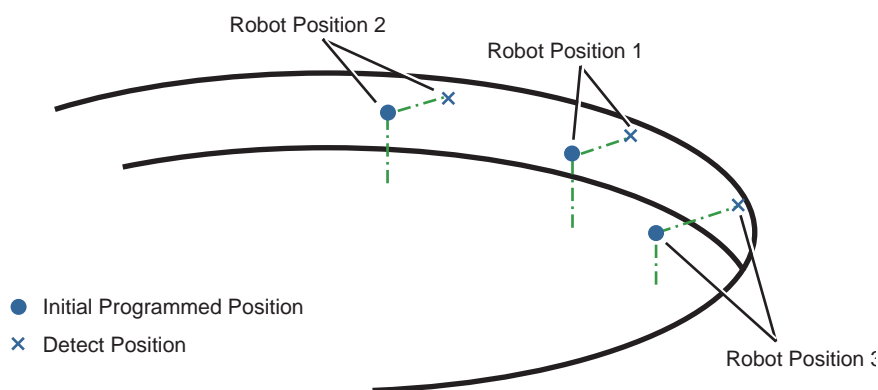 Robot Position 2
Robot Position 1
Initial Programmed Position
Detect Position
Robot Position 3